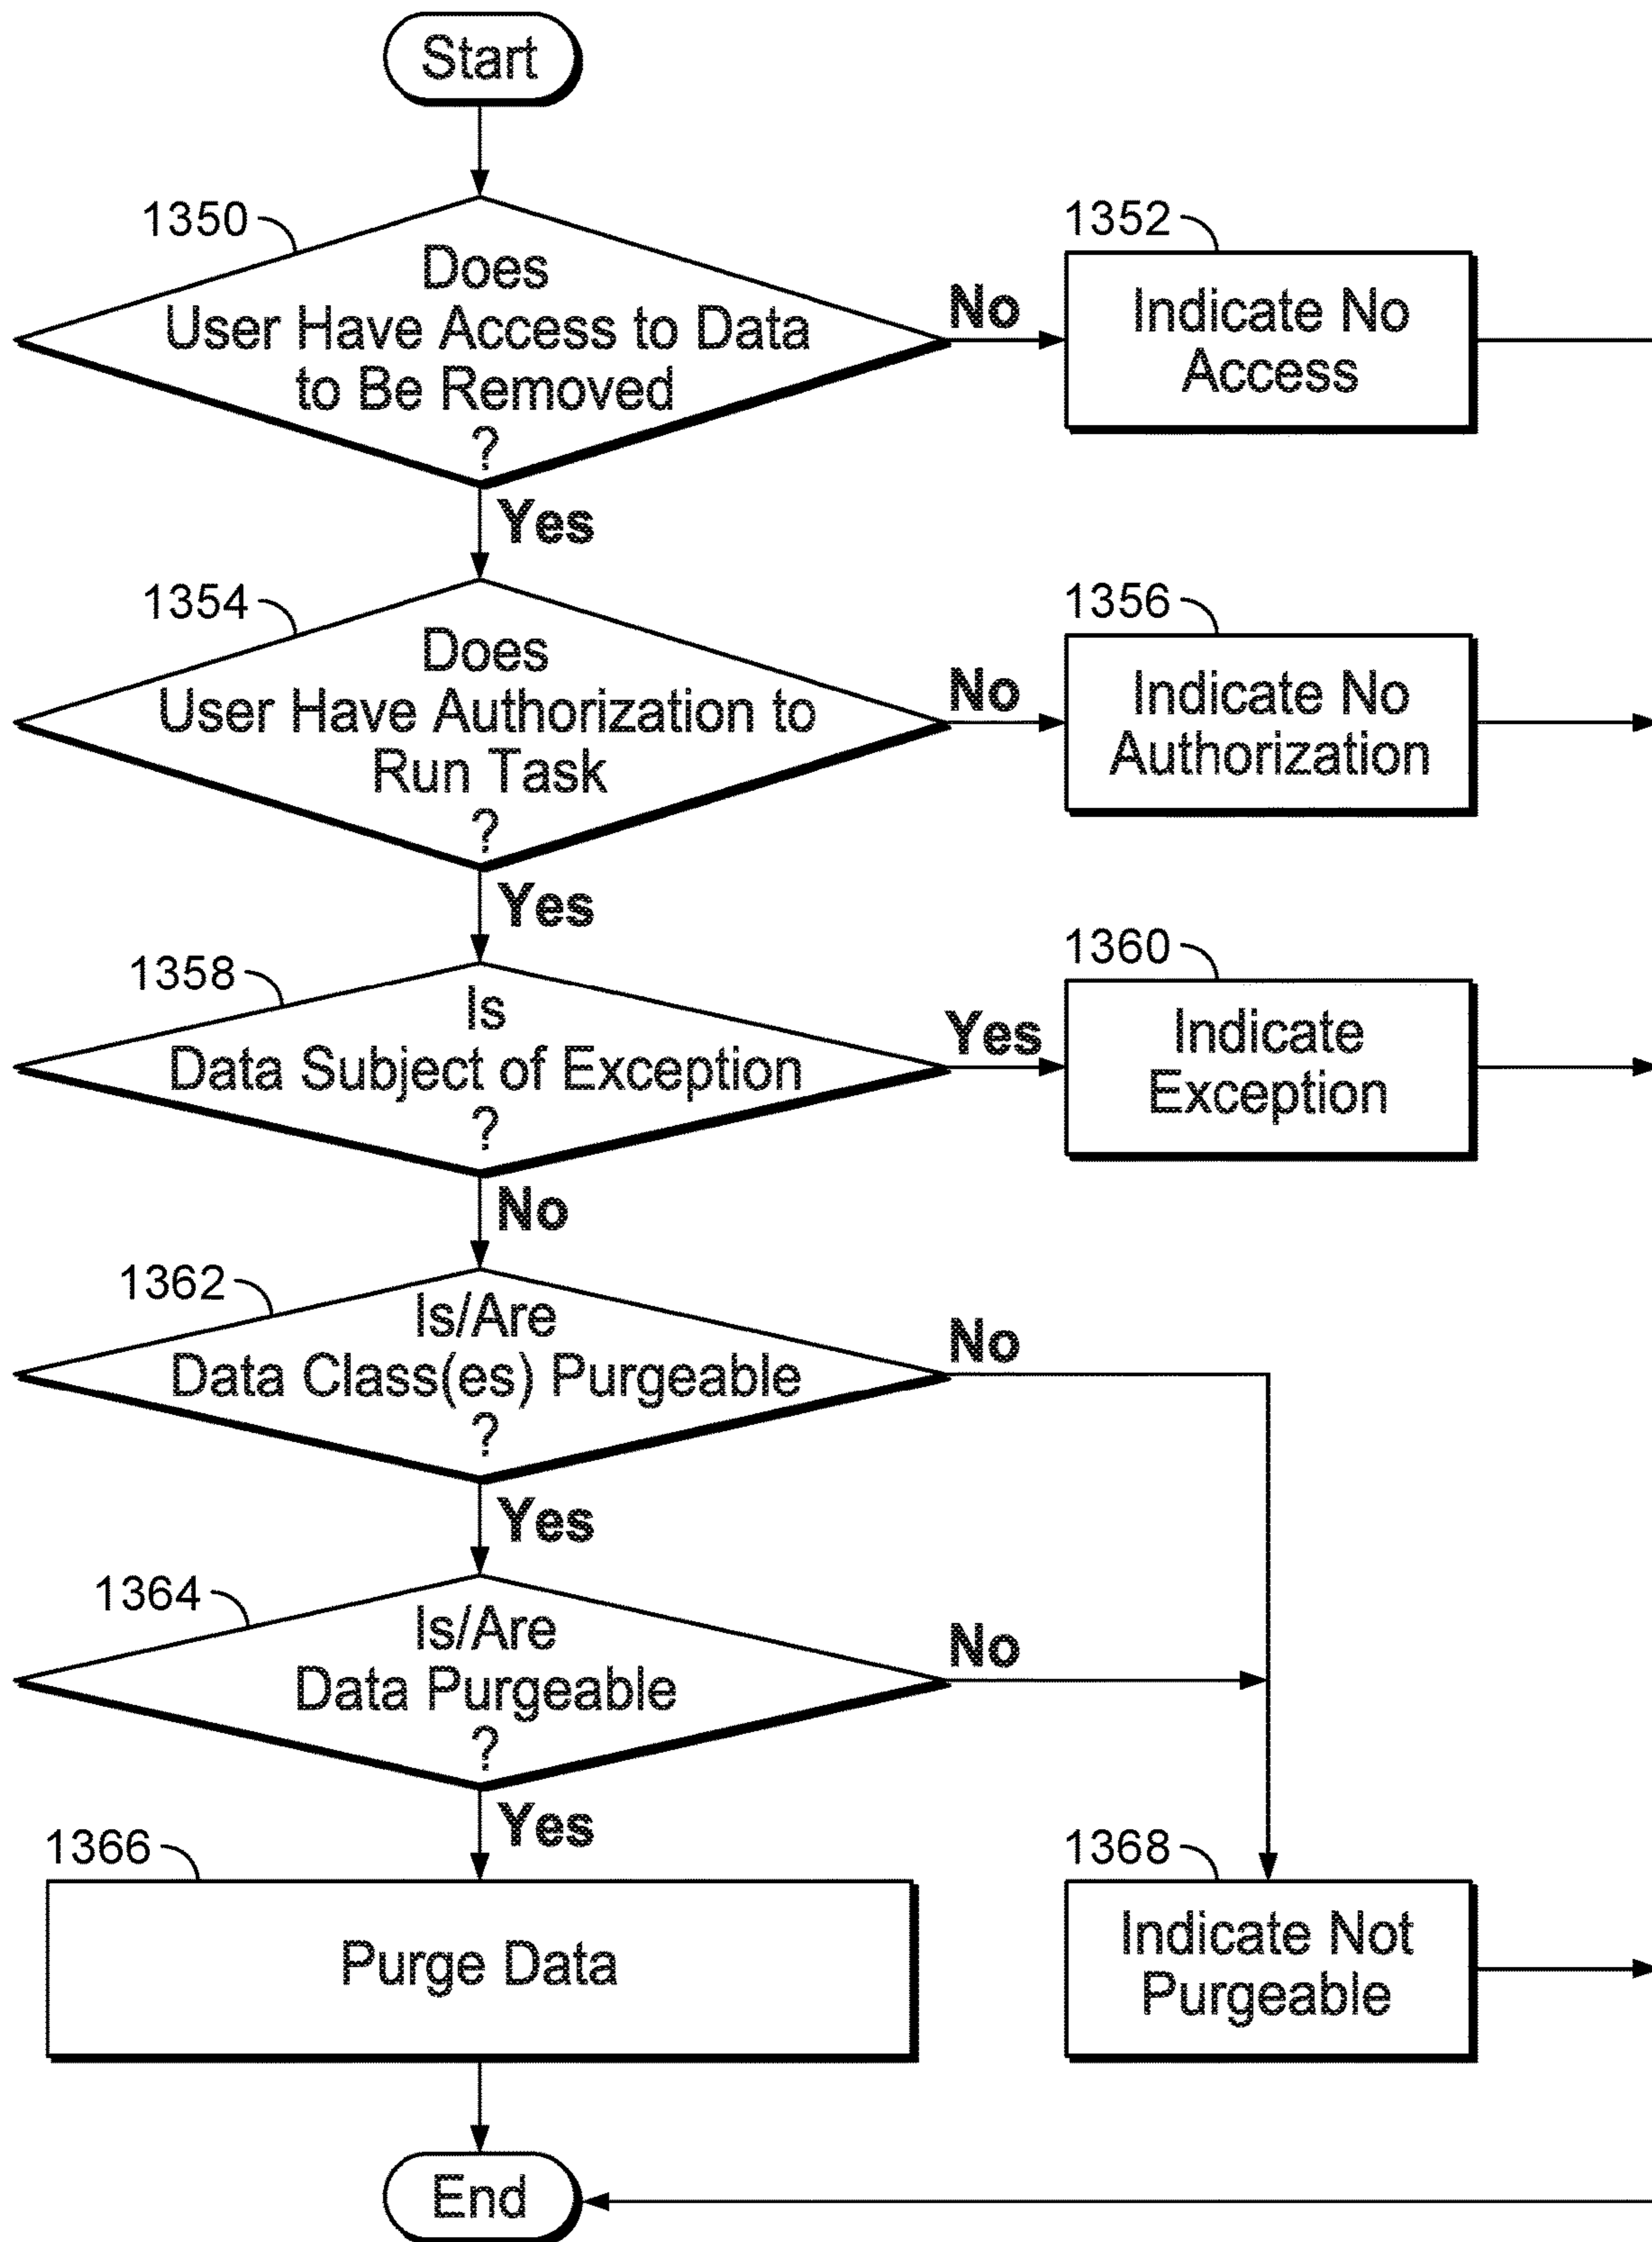 Start
1350
Does
User Have Access to Data
to Be Removed
?
No
1352
Indicate No
Access
Yes
1354
Does
User Have Authorization to
Run Task
?
No
1356
Indicate No
Authorization
Yes
1358
Is
Data Subject of Exception
?
Yes
1360
Indicate
Exception
No
1362
Is/Are
Data Class(es) Purgeable
?
No
Yes
1364
Is/Are
Data Purgeable
?
No
Yes
1366
Purge Data
1368
Indicate Not
Purgeable
End